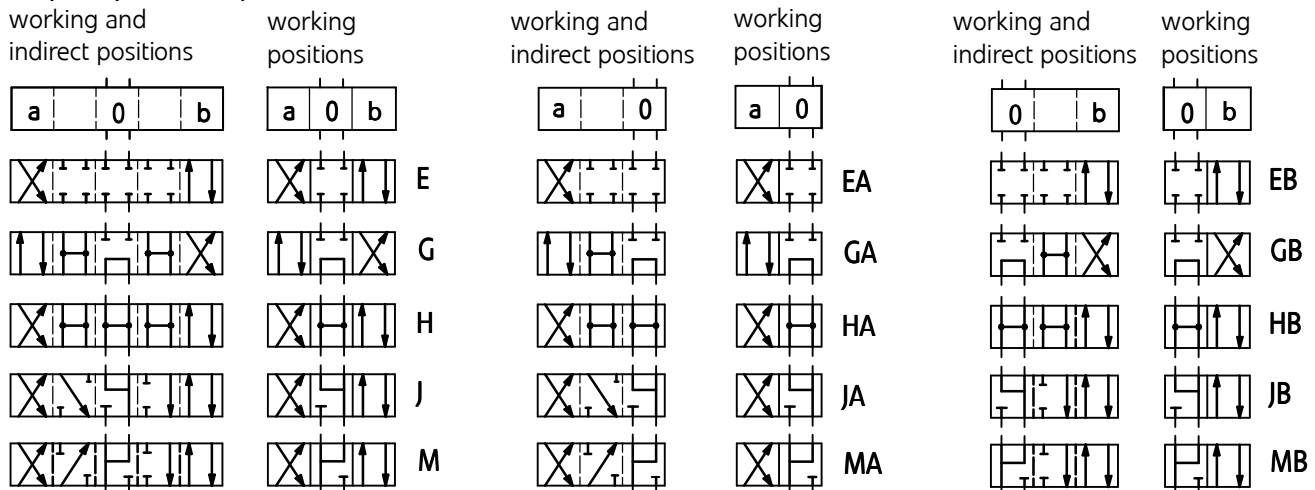 working and
indirect positions
working
positions
working and
indirect positions
working
positions
working and
indirect positions
working
positions
a 0 b
a 0 b
a 0
a 0
0 b
0 b
E
EA
EB
G
GA
GB
H
HA
HB
J
JA
JB
M
MA
MB